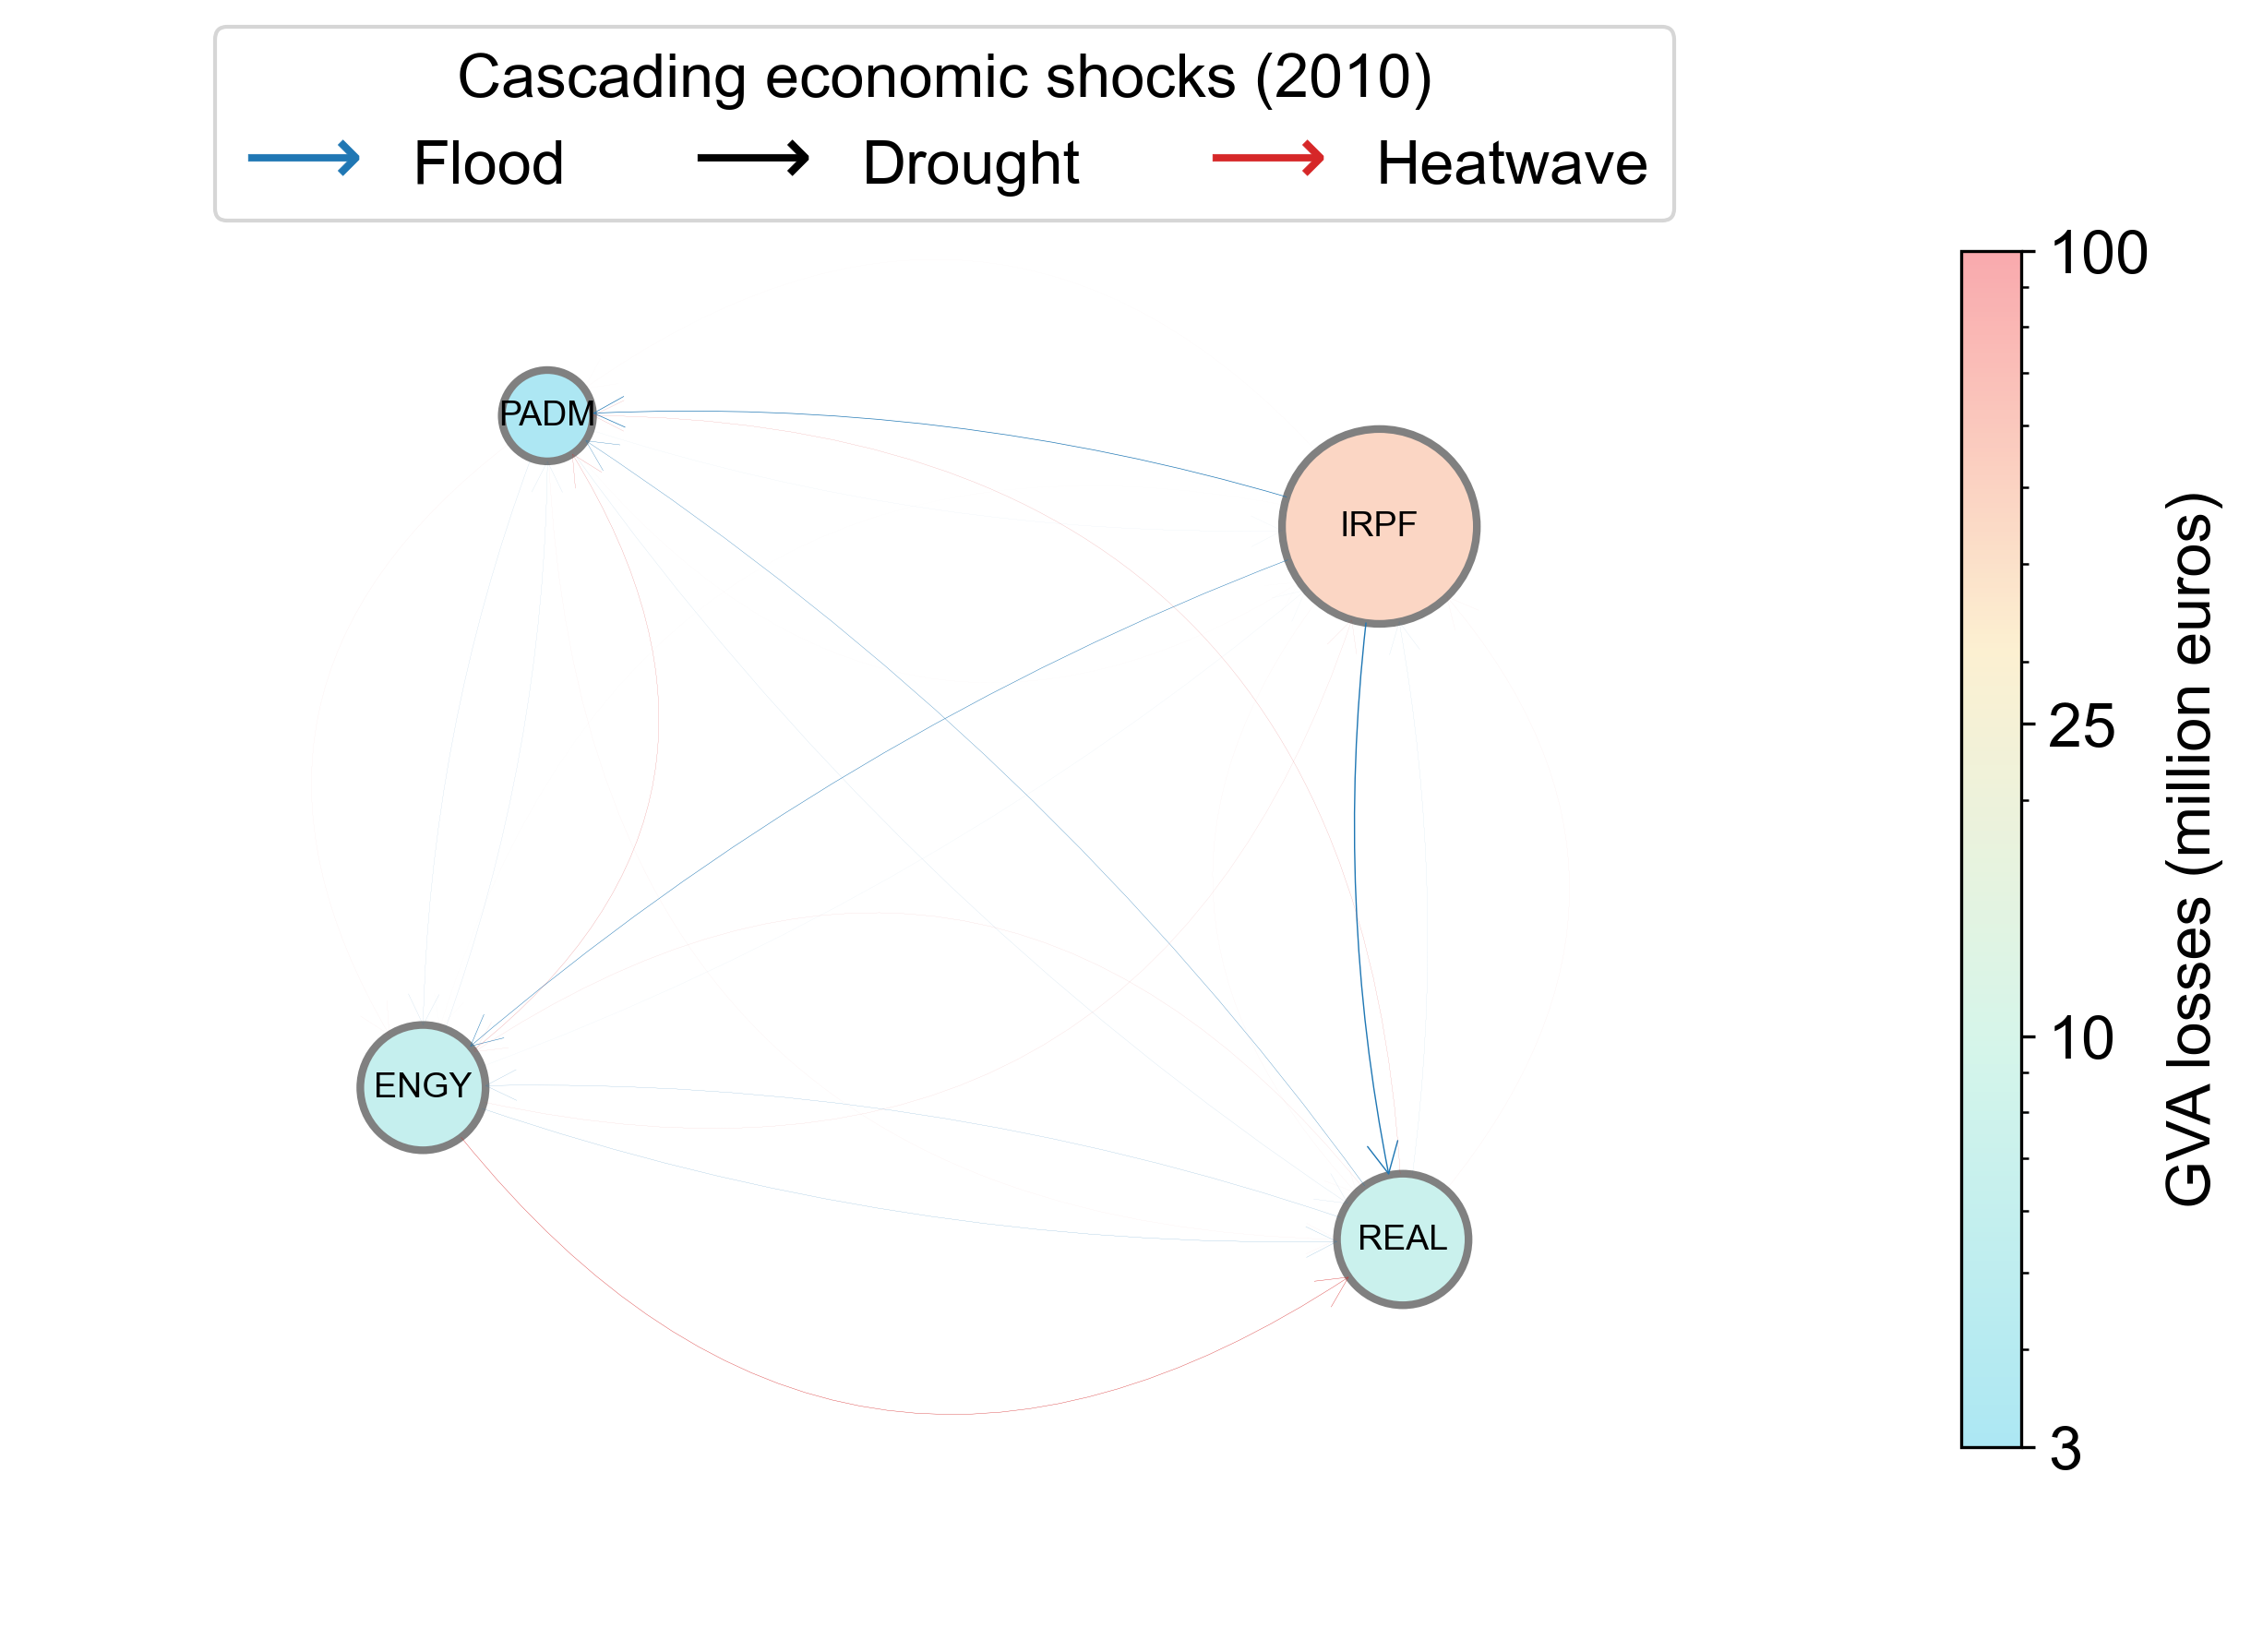 Cascading economic shocks (2010)
Flood
Drought
Heatwave
PADM
IRPF
ENGY
REAL
100
25
10
3
GVA losses (million euros)